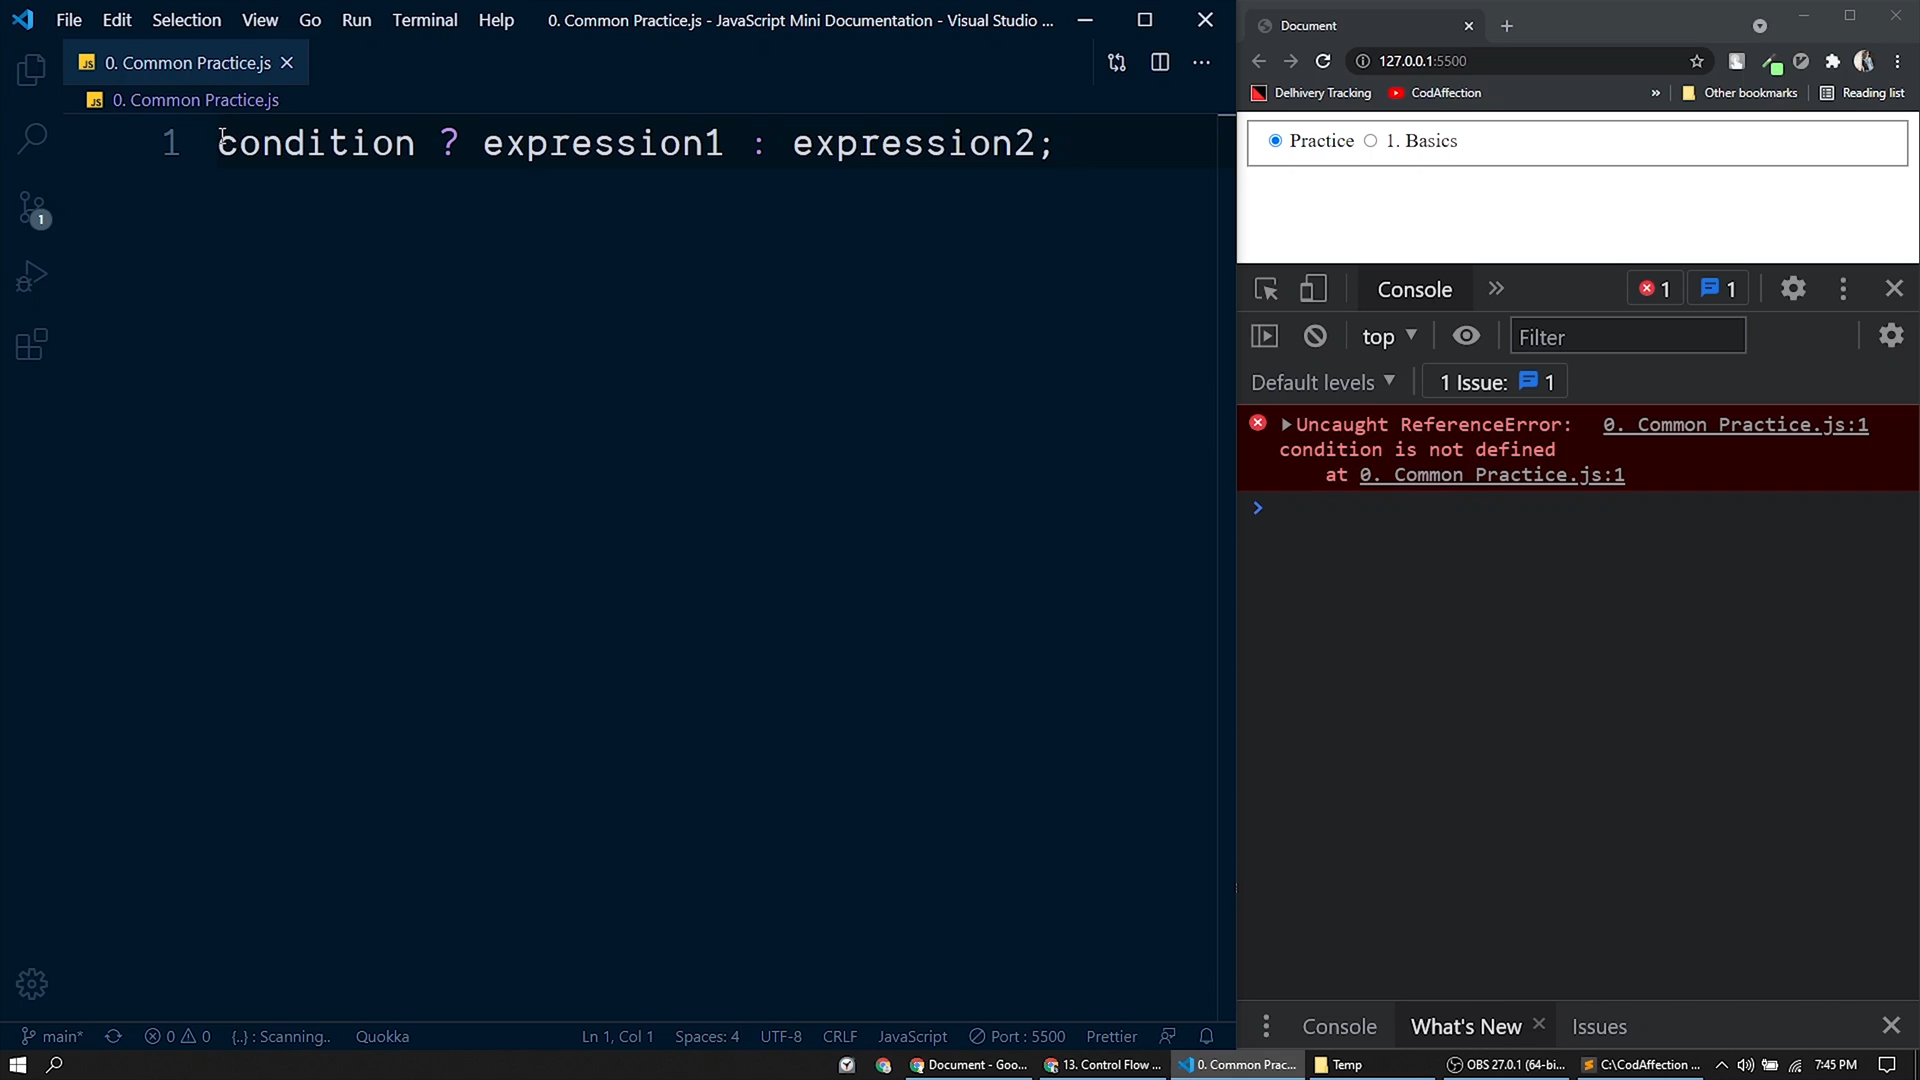 File Edit Selection View Go Run Terminal Help 0. Common Practice.js - JavaScript Mini Documentation - Visual Studio ...
JS 0. Common Practice.js
JS 0. Common Practice.js
1 condition ? expression1 : expression2;
1
main* 0 0 {..} : Scanning.. Quokka Ln 1, Col 1 Spaces: 4 UTF-8 CRLF JavaScript Port : 5500 Prettier
Document
127.0.0.1:5500
Delhivery Tracking CodAffection » Other bookmarks Reading list
Practice 1. Basics
Console » 1 1
top Filter
Default levels 1 Issue: 1
Uncaught ReferenceError: 0. Common Practice.js:1
condition is not defined
at 0. Common Practice.js:1
Console What's New Issues
Document - Goo... 13. Control Flow ... 0. Common Prac... Temp OBS 27.0.1 (64-bi... C:\CodAffection ... 7:45 PM